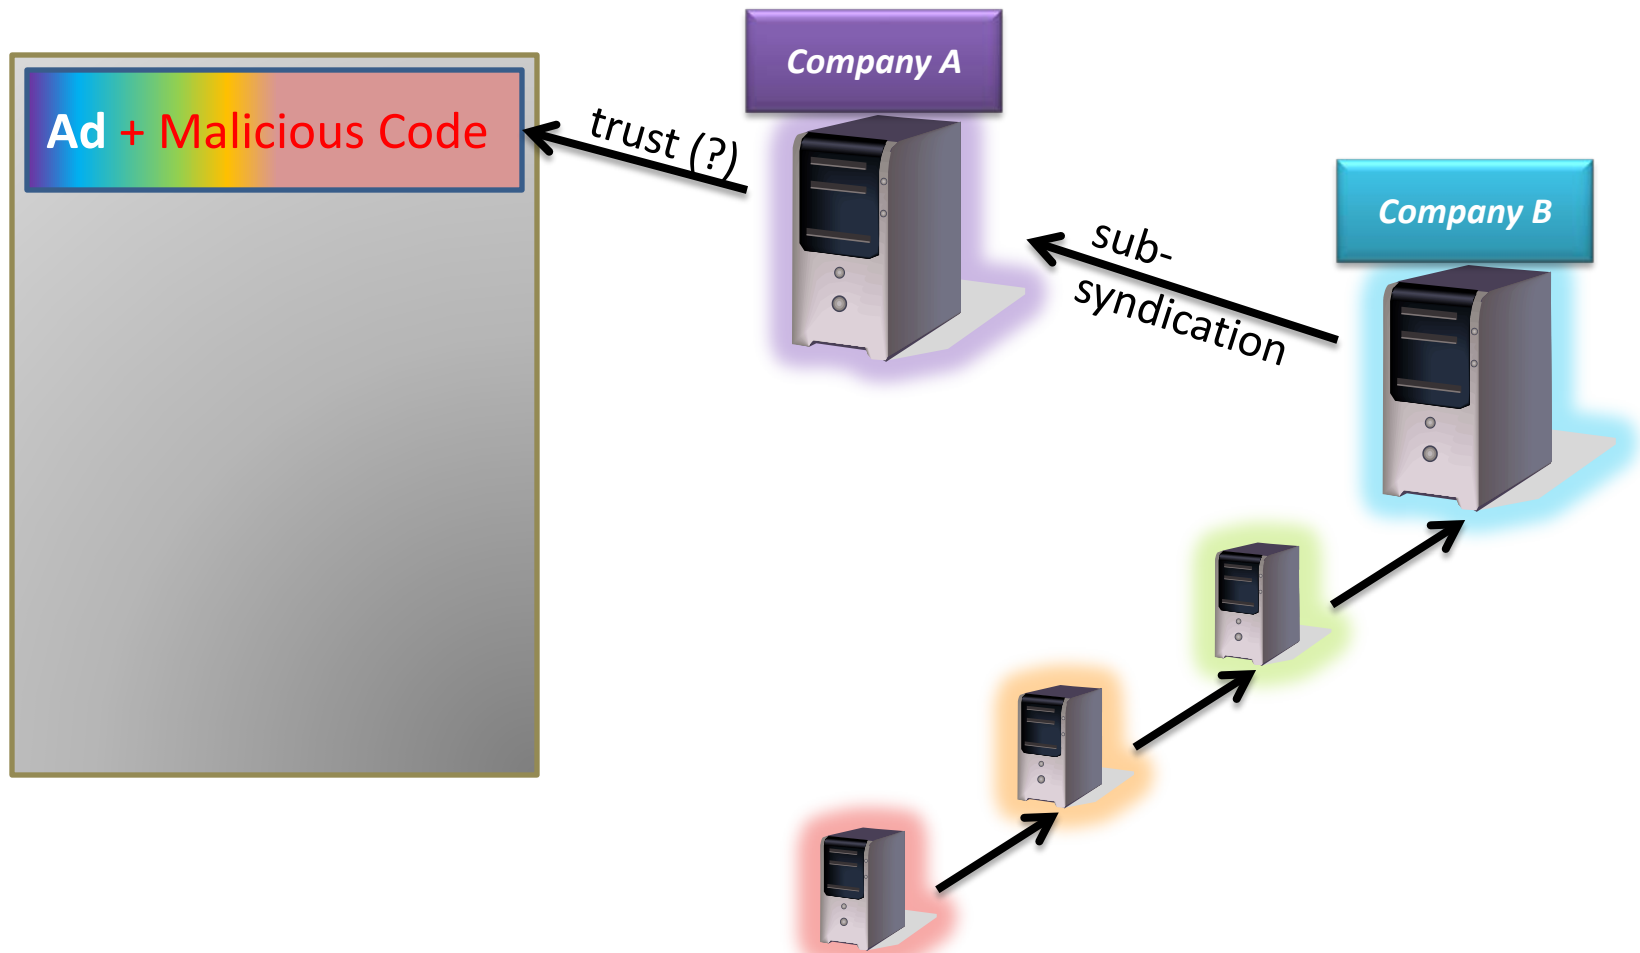 Ad + Malicious Code
trust (?)
Company A
sub-
syndication
Company B